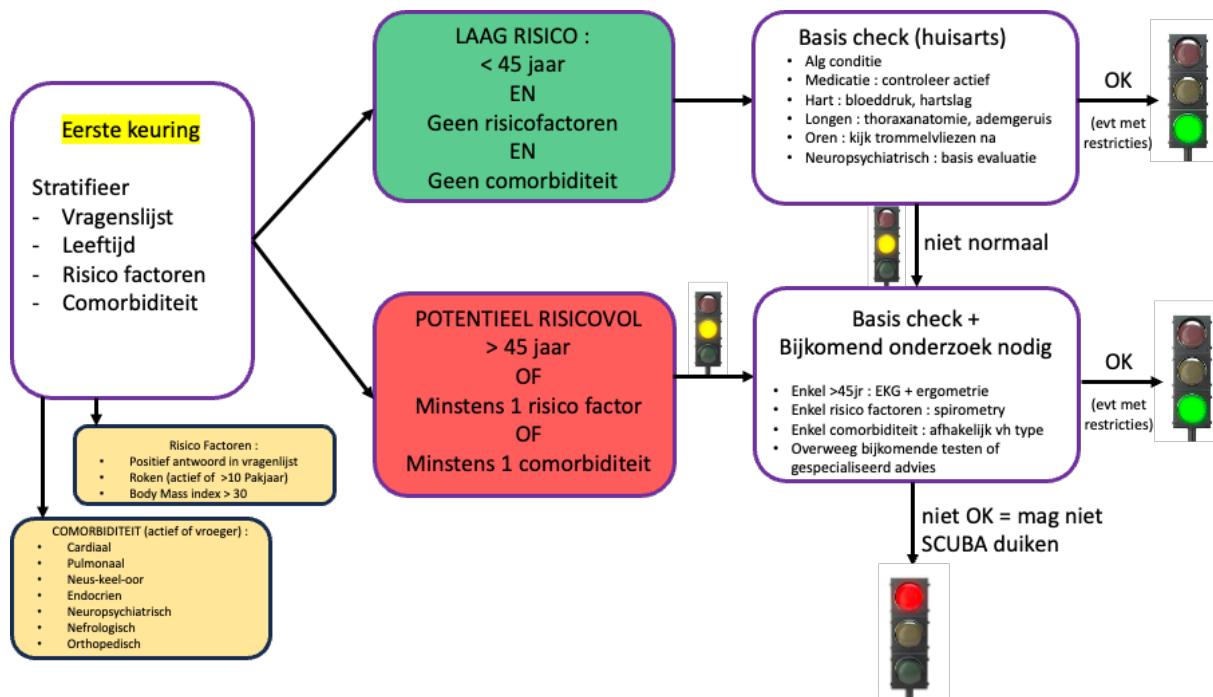 Eerste keuring
Stratifieer
- Vragenslijst
- Leeftijd
- Risico factoren
- Comorbiditeit
Risico Factoren :
• Positief antwoord in vragenlijst
• Roken (actief of >10 Pakjaar)
• Body Mass index > 30
COMORBIDITEIT (actief of vroeger) :
• Cardiaal
• Pulmonaal
• Neus-keel-oor
• Endocrien
• Neuropsychiatrisch
• Nefrologisch
• Orthopedisch
LAAG RISICO :
< 45 jaar
EN
Geen risicofactoren
EN
Geen comorbiditeit
POTENTIEEL RISICOVOL
> 45 jaar
OF
Minstens 1 risico factor
OF
Minstens 1 comorbiditeit
Basis check (huisarts)
• Alg conditie
• Medicatie : controleer actief
• Hart : bloeddruk, hartslag
• Longen : thoraxanatomie, ademgeruis
• Oren : kijk trommelvliezen na
• Neuropsychiatrisch : basis evaluatie
OK
(evt met
restricties)
niet normaal
Basis check +
Bijkomend onderzoek nodig
• Enkel >45jr : EKG + ergometrie
• Enkel risico factoren : spirometry
• Enkel comorbiditeit : afhakelijk vh type
• Overweeg bijkomende testen of
gespecialiseerd advies
OK
(evt met
restricties)
niet OK = mag niet
SCUBA duiken